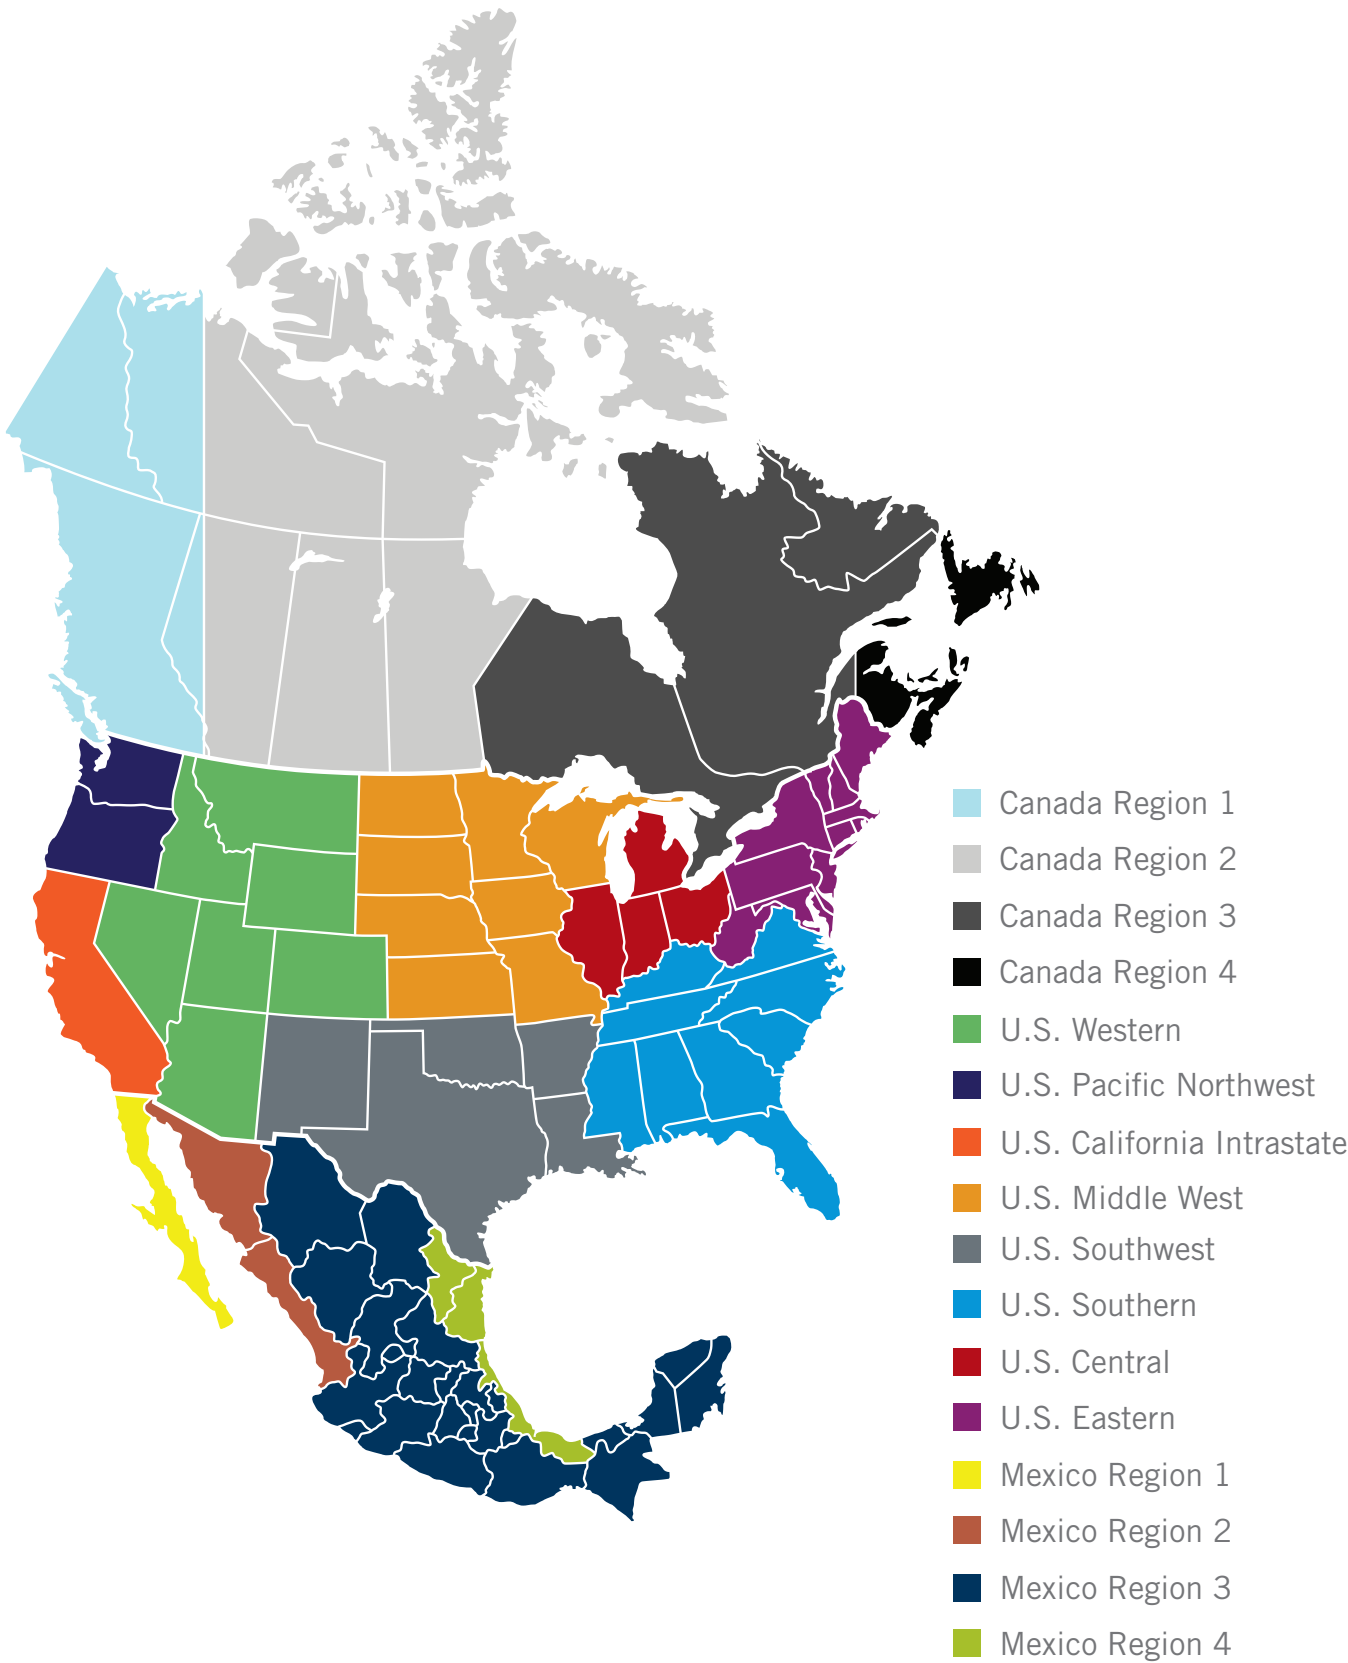 Canada Region 1
Canada Region 2
Canada Region 3
Canada Region 4
U.S. Western
U.S. Pacific Northwest
U.S. California Intrastate
U.S. Middle West
U.S. Southwest
U.S. Southern
U.S. Central
U.S. Eastern
Mexico Region 1
Mexico Region 2
Mexico Region 3
Mexico Region 4